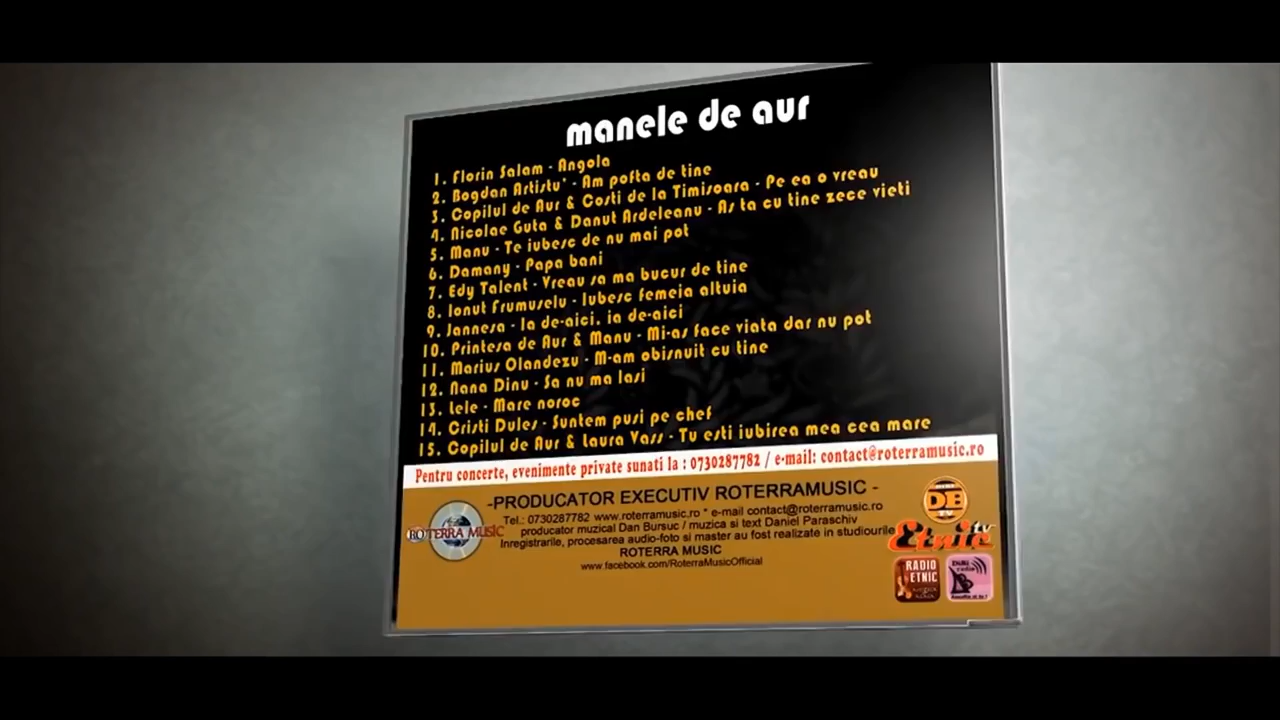 manele de aur
1. Florin Salam - Angola
2. Bogdan Artistu' - Am pofta de tine
3. Copilul de Aur & Costi de la Timisoara - Pe ea o vreau
4. Nicolae Guta & Danut Ardeleanu - As ta cu tine zece vieti
5. Manu - Te iubesc de nu mai pot
6. Damany - Papa bani
7. Edy Talent - Vreau sa ma bucur de tine
8. Ionut Frumuselu - Iubesc femeia altuia
9. Jannesa - Ia de-aici, ia de-aici
10. Printesa de Aur & Manu - Mi-as face viata dar nu pot
11. Marius Olandezu - M-am obisnuit cu tine
12. Nana Dinu - Sa nu ma lasi
13. Lele - Mare noroc
14. Cristi Dules - Suntem pusi pe chef
15. Copilul de Aur & Laura Vass - Tu esti iubirea mea cea mare
Pentru concerte, evenimente private sunati la : 0730287782 / e-mail: contact@roterramusic.ro
-PRODUCATOR EXECUTIV ROTERRAMUSIC -
Tel.: 0730287782 www.roterramusic.ro * e-mail contact@roterramusic.ro
producator muzical Dan Bursuc / muzica si text Daniel Paraschiv
Inregistrarile, procesarea audio-foto si master au fost realizate in studiourile
ROTERRA MUSIC
www.facebook.com/RoterraMusicOfficial
ROTERRA MUSIC
DB
TV
Etnic tv
RADIO
ETNIC
radio